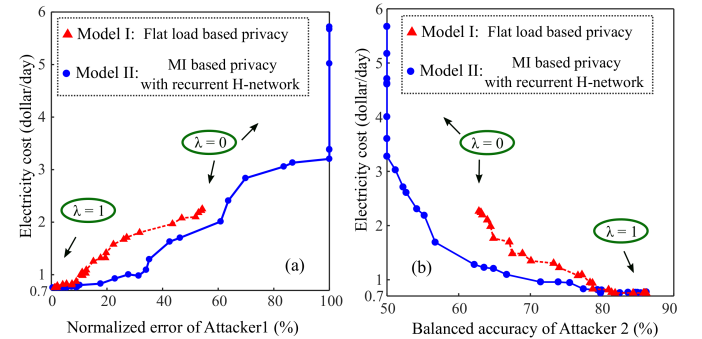 6
5
4
3
2
1
0.7
Electricity cost (dollar/day)
Model I: Flat load based privacy
Model II: MI based privacy
with recurrent H-network
λ = 0
λ = 1
(a)
0 20 40 60 80 100
Normalized error of Attacker1 (%)
6
5
4
3
2
1
0.7
Electricity cost (dollar/day)
Model I: Flat load based privacy
Model II: MI based privacy
with recurrent H-network
λ = 0
λ = 1
(b)
50 60 70 80 90
Balanced accuracy of Attacker 2 (%)